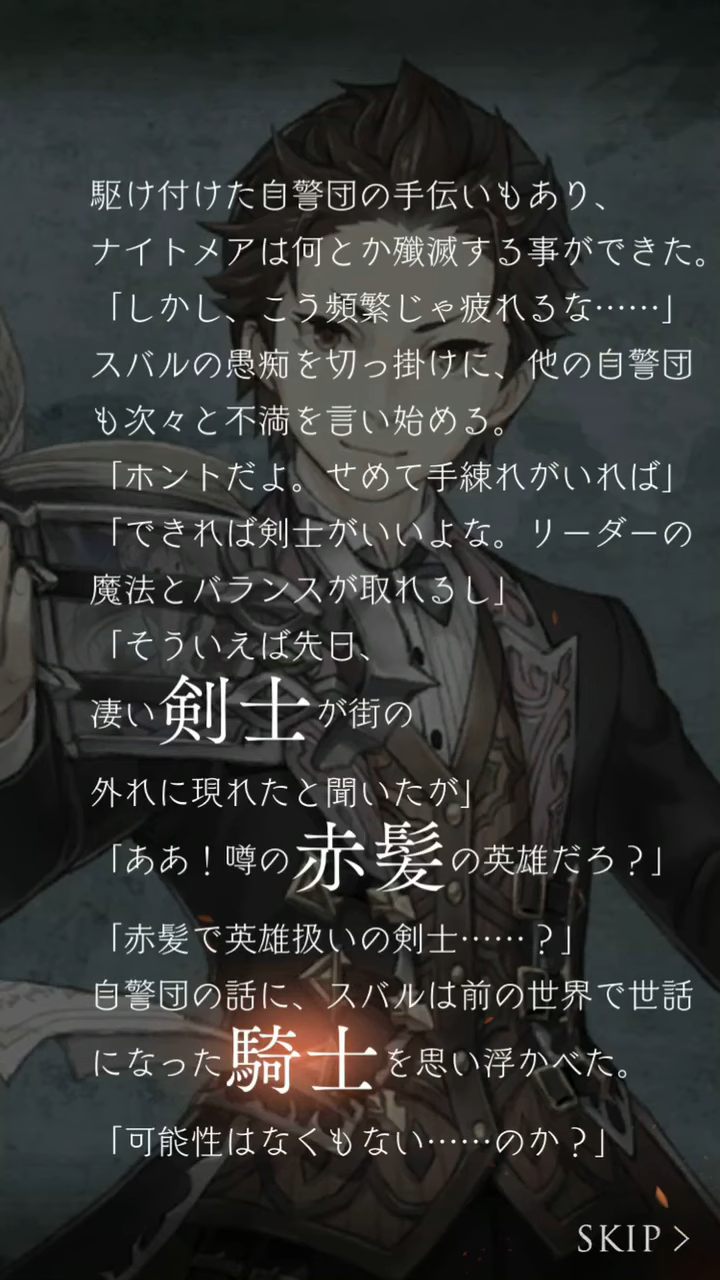 駆け付けた自警団の手伝いもあり、
ナイトメアは何とか殲滅する事ができた。
「しかし、こう頻繁じゃ疲れるな……」
スバルの愚痴を切っ掛けに、他の自警団
も次々と不満を言い始める。
「ホントだよ。せめて手練れがいれば」
「できれば剣士がいいよな。リーダーの
魔法とバランスが取れるし」
「そういえば先日、
凄い剣士が街の
外れに現れたと聞いたが」
「ああ！噂の赤髪の英雄だろ？」
「赤髪で英雄扱いの剣士……？」
自警団の話に、スバルは前の世界で世話
になった騎士を思い浮かべた。
「可能性はなくもない……のか？」
SKIP >